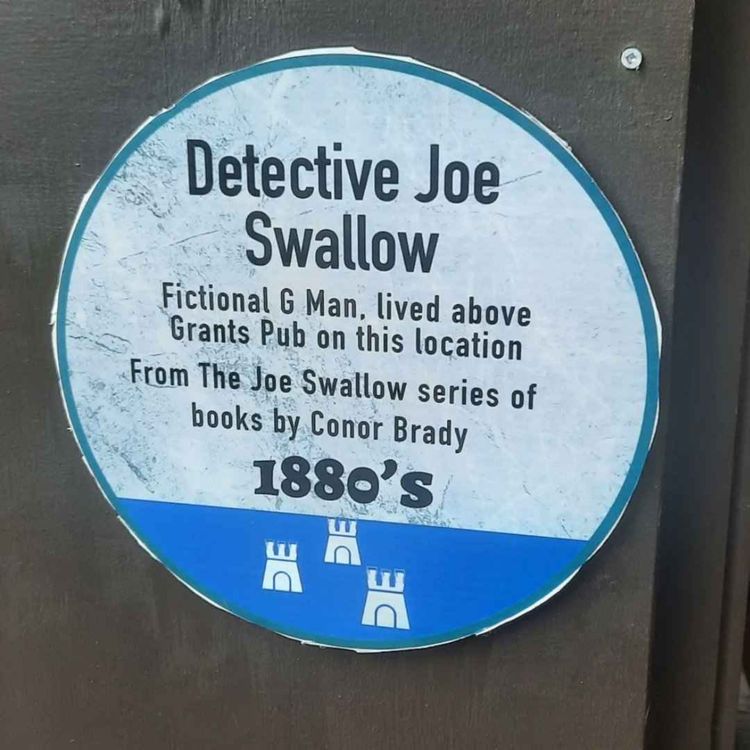 Detective Joe
Swallow
Fictional G Man, lived above
Grants Pub on this location
From The Joe Swallow series of
books by Conor Brady
1880's